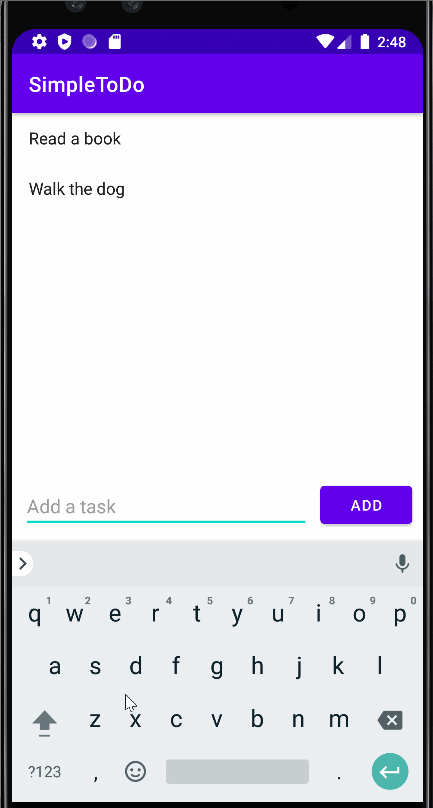 2:48
SimpleToDo
Read a book
Walk the dog
Add a task
ADD
1 2 3 4 5 6 7 8 9 0
q w e r t y u i o p
a s d f g h j k l
z x c v b n m
?123 , .